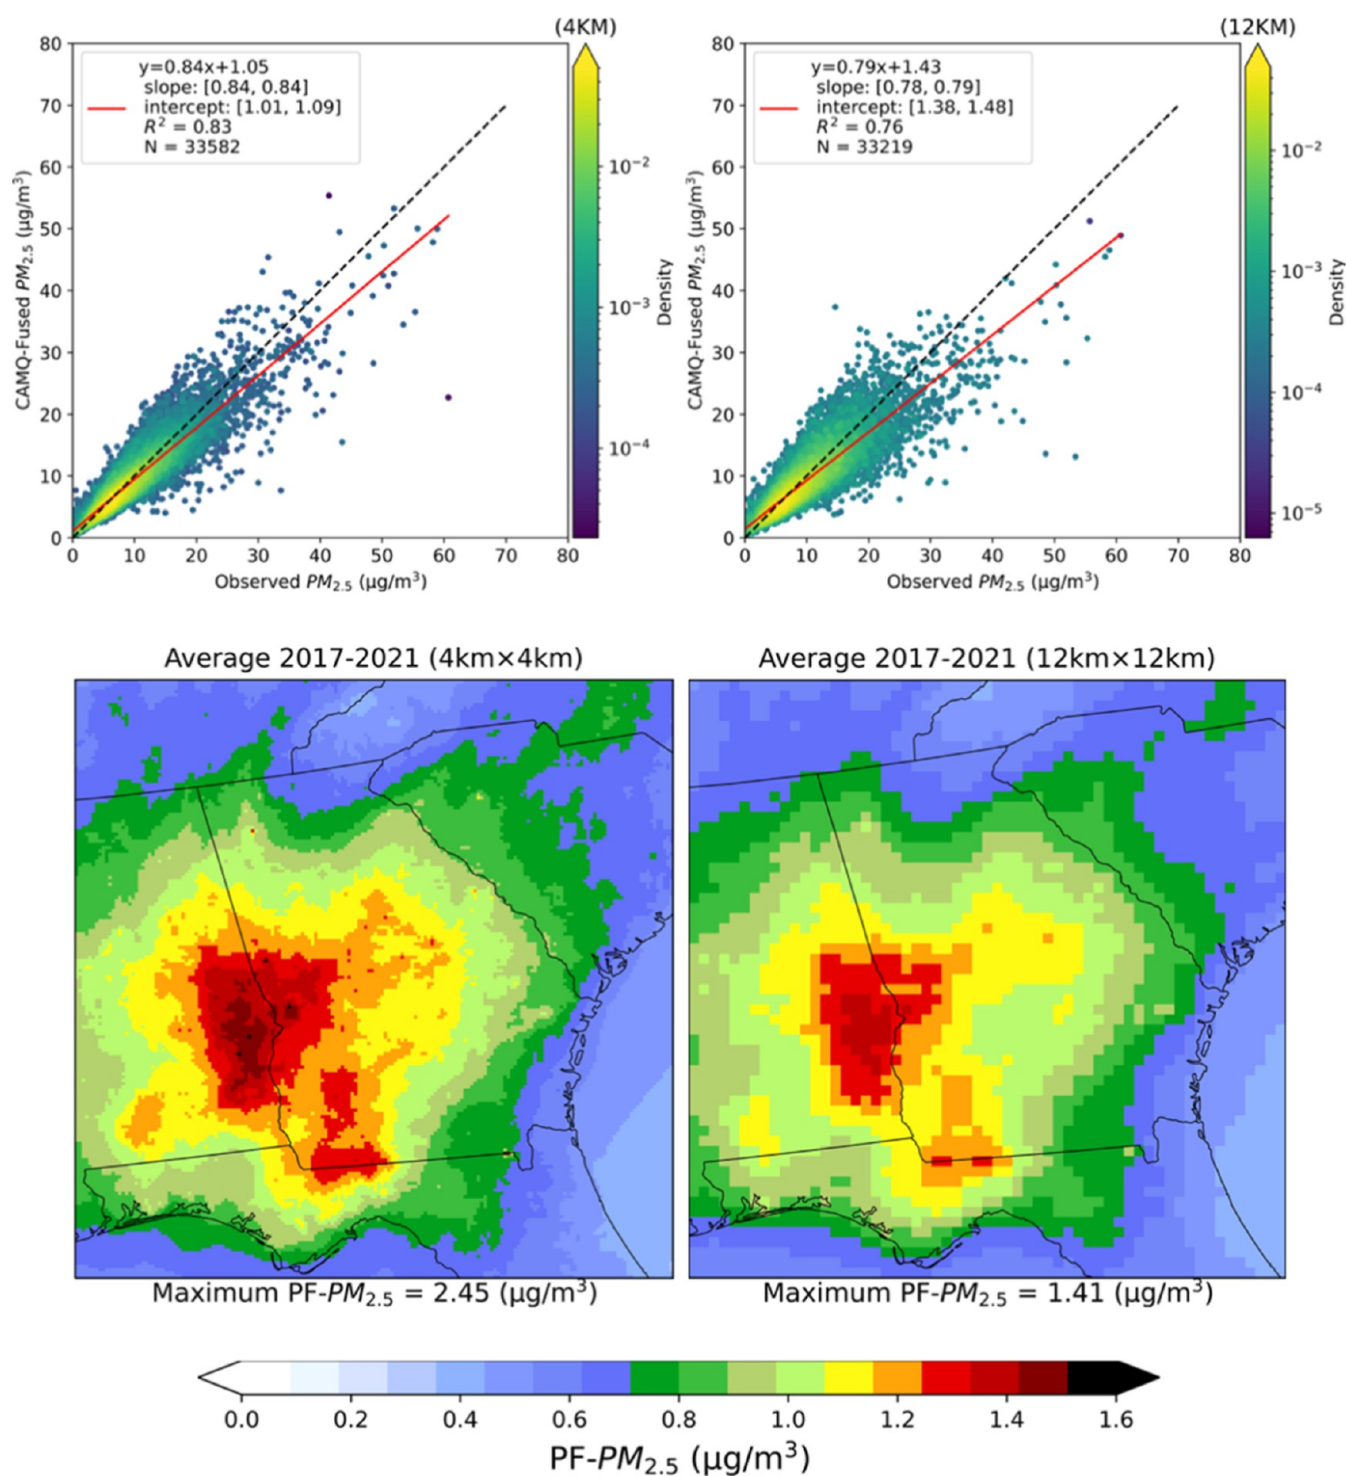 (4KM)
y=0.84x+1.05
slope: [0.84, 0.84]
intercept: [1.01, 1.09]
R² = 0.83
N = 33582
80
70
60
50
40
30
20
10
0
CAMQ-Fused PM₂.₅ (µg/m³)
0 10 20 30 40 50 60 70 80
Observed PM₂.₅ (µg/m³)
10⁻²
10⁻³
10⁻⁴
Density
(12KM)
y=0.79x+1.43
slope: [0.78, 0.79]
intercept: [1.38, 1.48]
R² = 0.76
N = 33219
80
70
60
50
40
30
20
10
0
CAMQ-Fused PM₂.₅ (µg/m³)
0 10 20 30 40 50 60 70 80
Observed PM₂.₅ (µg/m³)
10⁻²
10⁻³
10⁻⁴
10⁻⁵
Density
Average 2017-2021 (4km×4km)
Maximum PF-PM₂.₅ = 2.45 (µg/m³)
Average 2017-2021 (12km×12km)
Maximum PF-PM₂.₅ = 1.41 (µg/m³)
0.0 0.2 0.4 0.6 0.8 1.0 1.2 1.4 1.6
PF-PM₂.₅ (µg/m³)